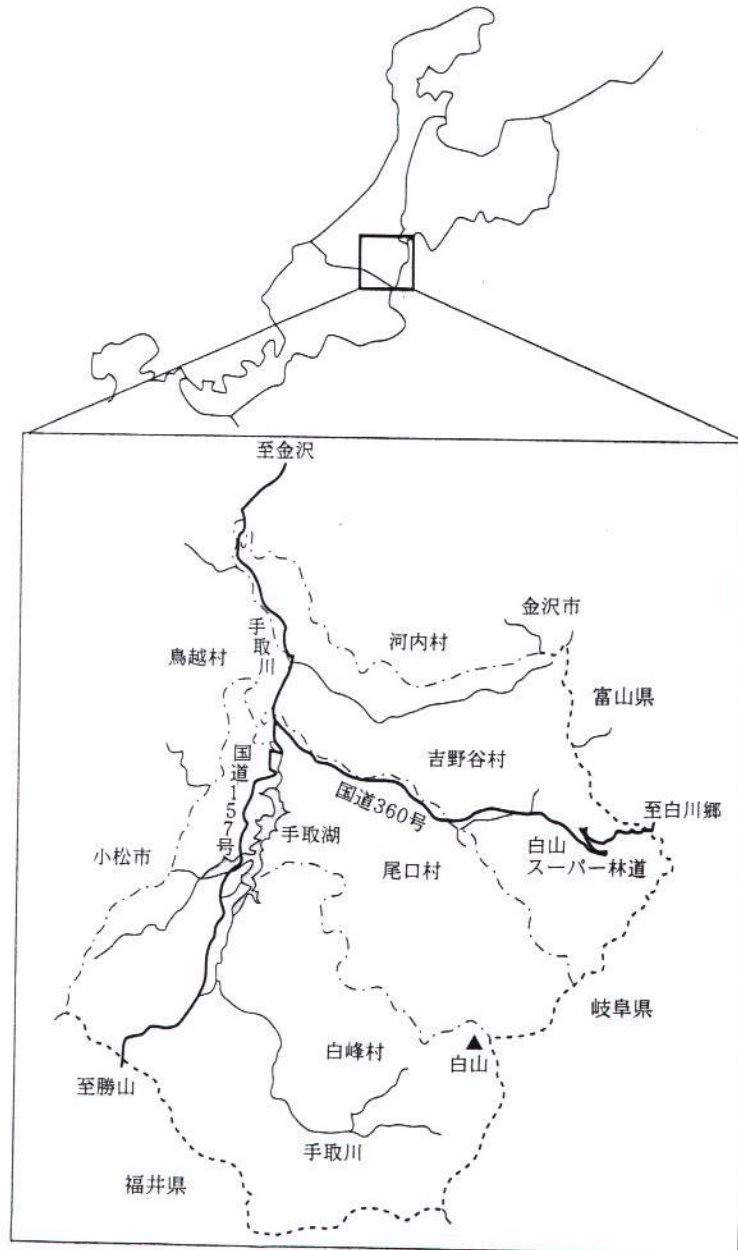 至金沢
金沢市
河内村
手取川
鳥越村
富山県
吉野谷村
国道157号
国道360号
至白川郷
手取湖
白山
スーパー林道
小松市
尾口村
岐阜県
白峰村
白山
至勝山
手取川
福井県